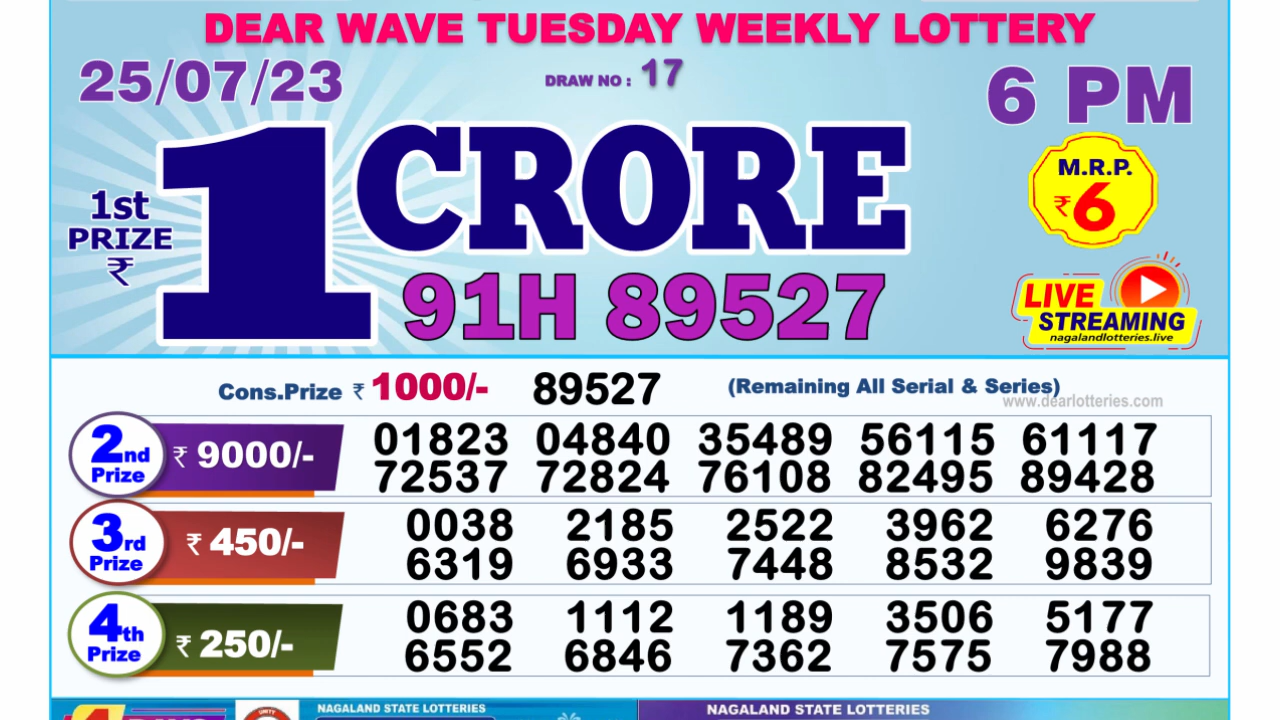 DEAR WAVE TUESDAY WEEKLY LOTTERY
25/07/23
DRAW NO : 17
6 PM
1st
PRIZE
₹
1 CRORE
91H 89527
M.R.P.
₹6
LIVE
STREAMING
nagalandlotteries.live
Cons.Prize ₹ 1000/- 89527 (Remaining All Serial & Series)
www.dearlotteries.com
2nd
Prize
₹ 9000/-
01823 04840 35489 56115 61117
72537 72824 76108 82495 89428
3rd
Prize
₹ 450/-
0038 2185 2522 3962 6276
6319 6933 7448 8532 9839
4th
Prize
₹ 250/-
0683 1112 1189 3506 5177
6552 6846 7362 7575 7988
NAGALAND STATE LOTTERIES
NAGALAND STATE LOTTERIES